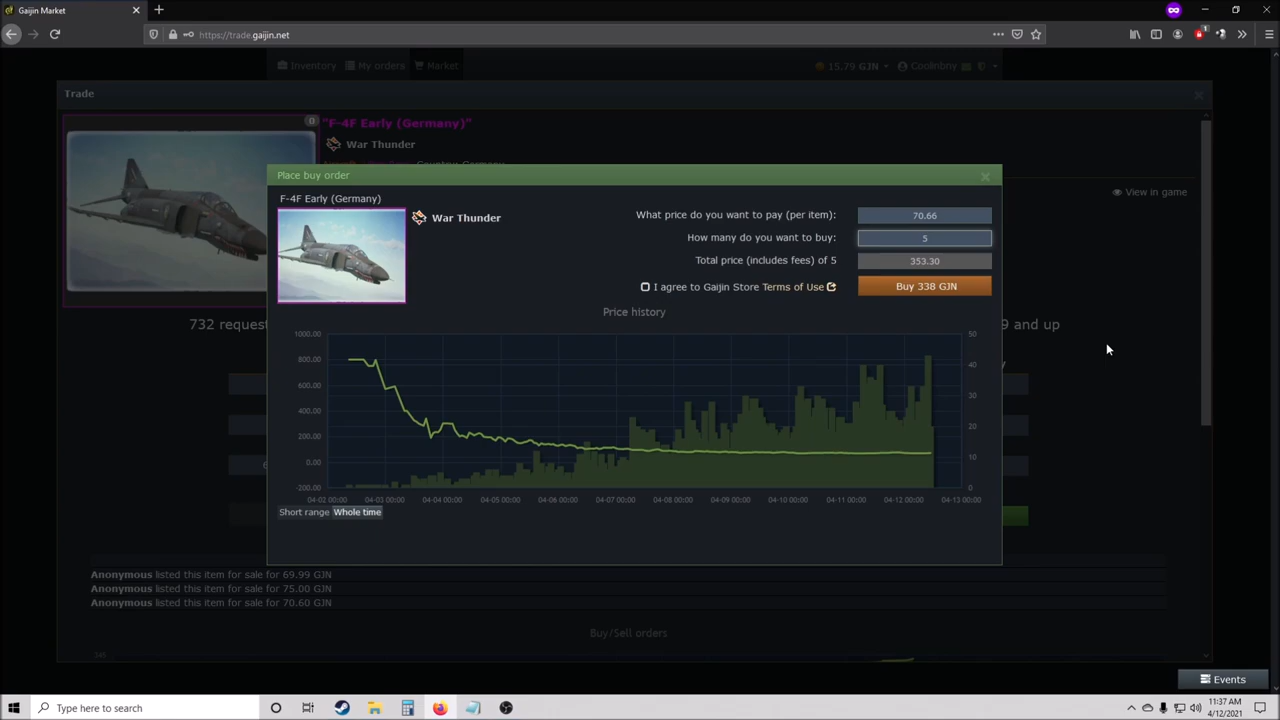 Gaijin Market
https://trade.gaijin.net
1
Inventory
My orders
Market
15.79 GJN
Coolnbny
Trade
"F-4F Early (Germany)"
War Thunder
Country: Germany
View in game
Place buy order
F-4F Early (Germany)
War Thunder
What price do you want to pay (per item):
70.66
How many do you want to buy:
5
Total price (includes fees) of 5
353.30
I agree to Gaijin Store Terms of Use
Buy 338 GJN
732 reques
9 and up
Price history
1000.00
800.00
600.00
400.00
200.00
0.00
-200.00
50
40
30
20
10
0
04-02 00:00
04-03 00:00
04-04 00:00
04-05 00:00
04-06 00:00
04-07 00:00
04-08 00:00
04-09 00:00
04-10 00:00
04-11 00:00
04-12 00:00
04-13 00:00
Short range
Whole time
Anonymous listed this item for sale for 69.99 GJN
Anonymous listed this item for sale for 75.00 GJN
Anonymous listed this item for sale for 70.60 GJN
Buy/Sell orders
Events
Type here to search
11:37 AM
4/12/2021